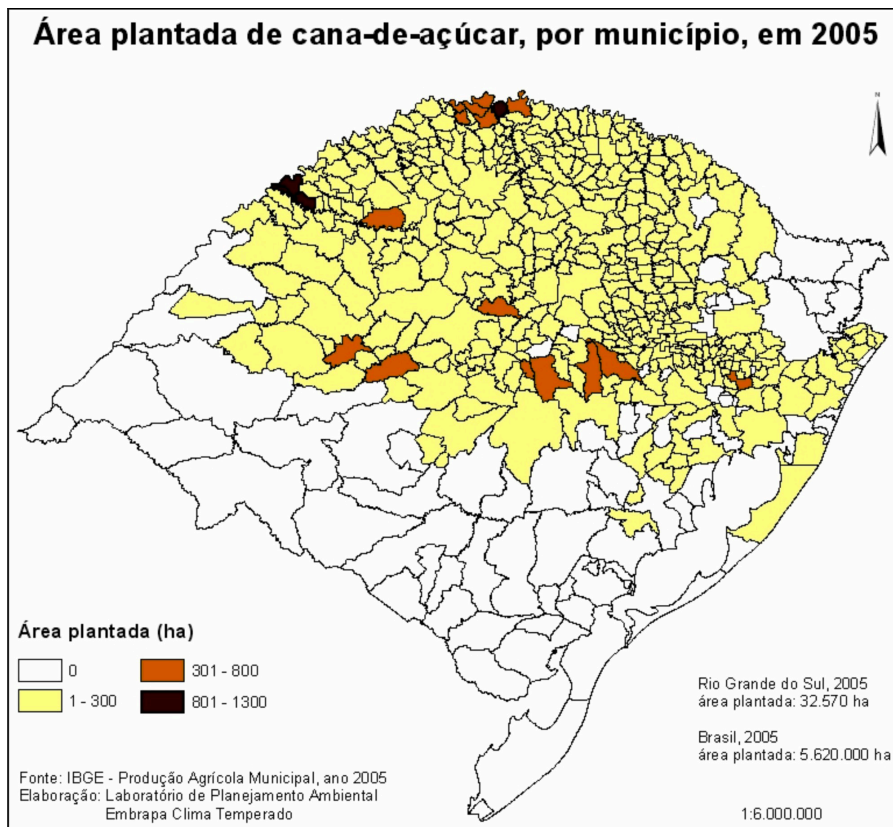 Área plantada de cana-de-açúcar, por município, em 2005
N
Área plantada (ha)
0
301 - 800
1 - 300
801 - 1300
Rio Grande do Sul, 2005
área plantada: 32.570 ha
Brasil, 2005
área plantada: 5.620.000 ha
Fonte: IBGE - Produção Agrícola Municipal, ano 2005
Elaboração: Laboratório de Planejamento Ambiental
Embrapa Clima Temperado
1:6.000.000